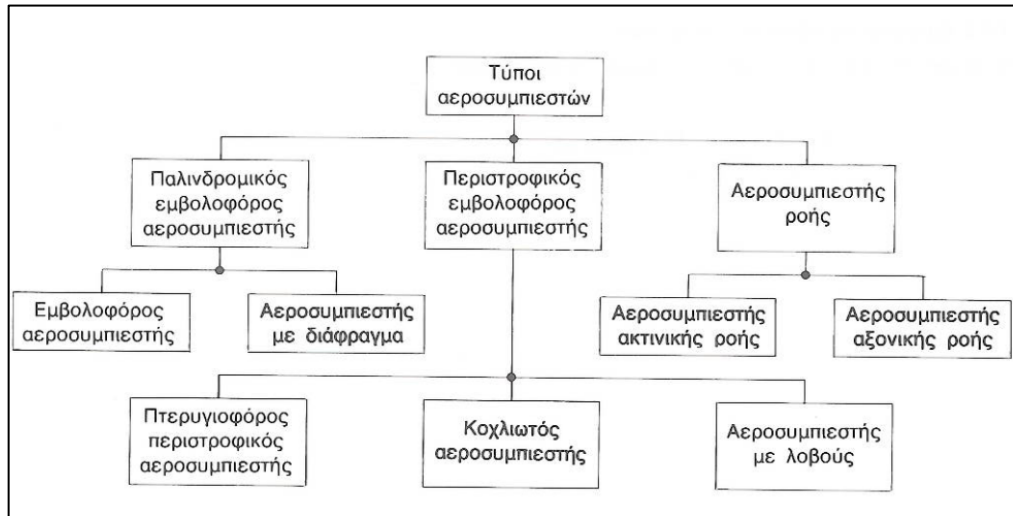 Τύποι
αεροσυμπιεστών
Παλινδρομικός
εμβολοφόρος
αεροσυμπιεστής
Περιστροφικός
εμβολοφόρος
αεροσυμπιεστής
Αεροσυμπιεστής
ροής
Εμβολοφόρος
αεροσυμπιεστής
Αεροσυμπιεστής
με διάφραγμα
Αεροσυμπιεστής
ακτινικής ροής
Αεροσυμπιεστής
αξονικής ροής
Πτερυγιοφόρος
περιστροφικός
αεροσυμπιεστής
Κοχλιωτός
αεροσυμπιεστής
Αεροσυμπιεστής
με λοβούς